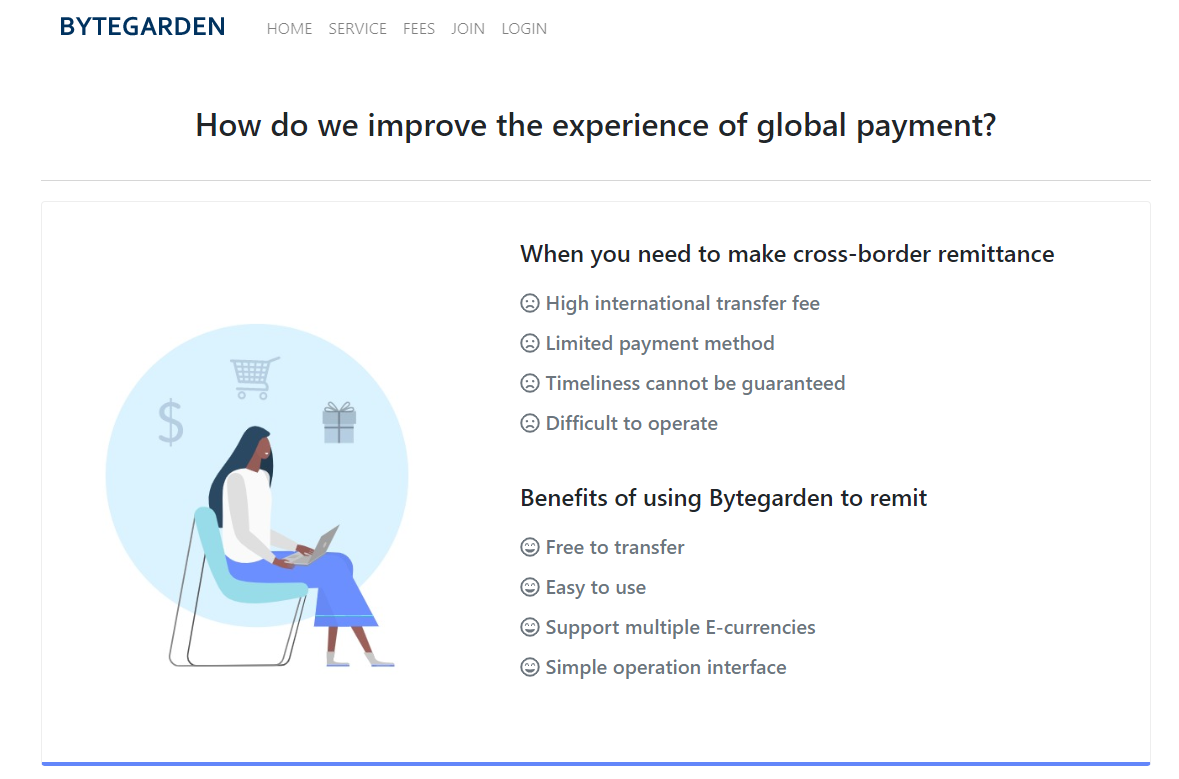 BYTEGARDEN HOME SERVICE FEES JOIN LOGIN
How do we improve the experience of global payment?
When you need to make cross-border remittance
High international transfer fee
Limited payment method
Timeliness cannot be guaranteed
Difficult to operate
Benefits of using Bytegarden to remit
Free to transfer
Easy to use
Support multiple E-currencies
Simple operation interface
$